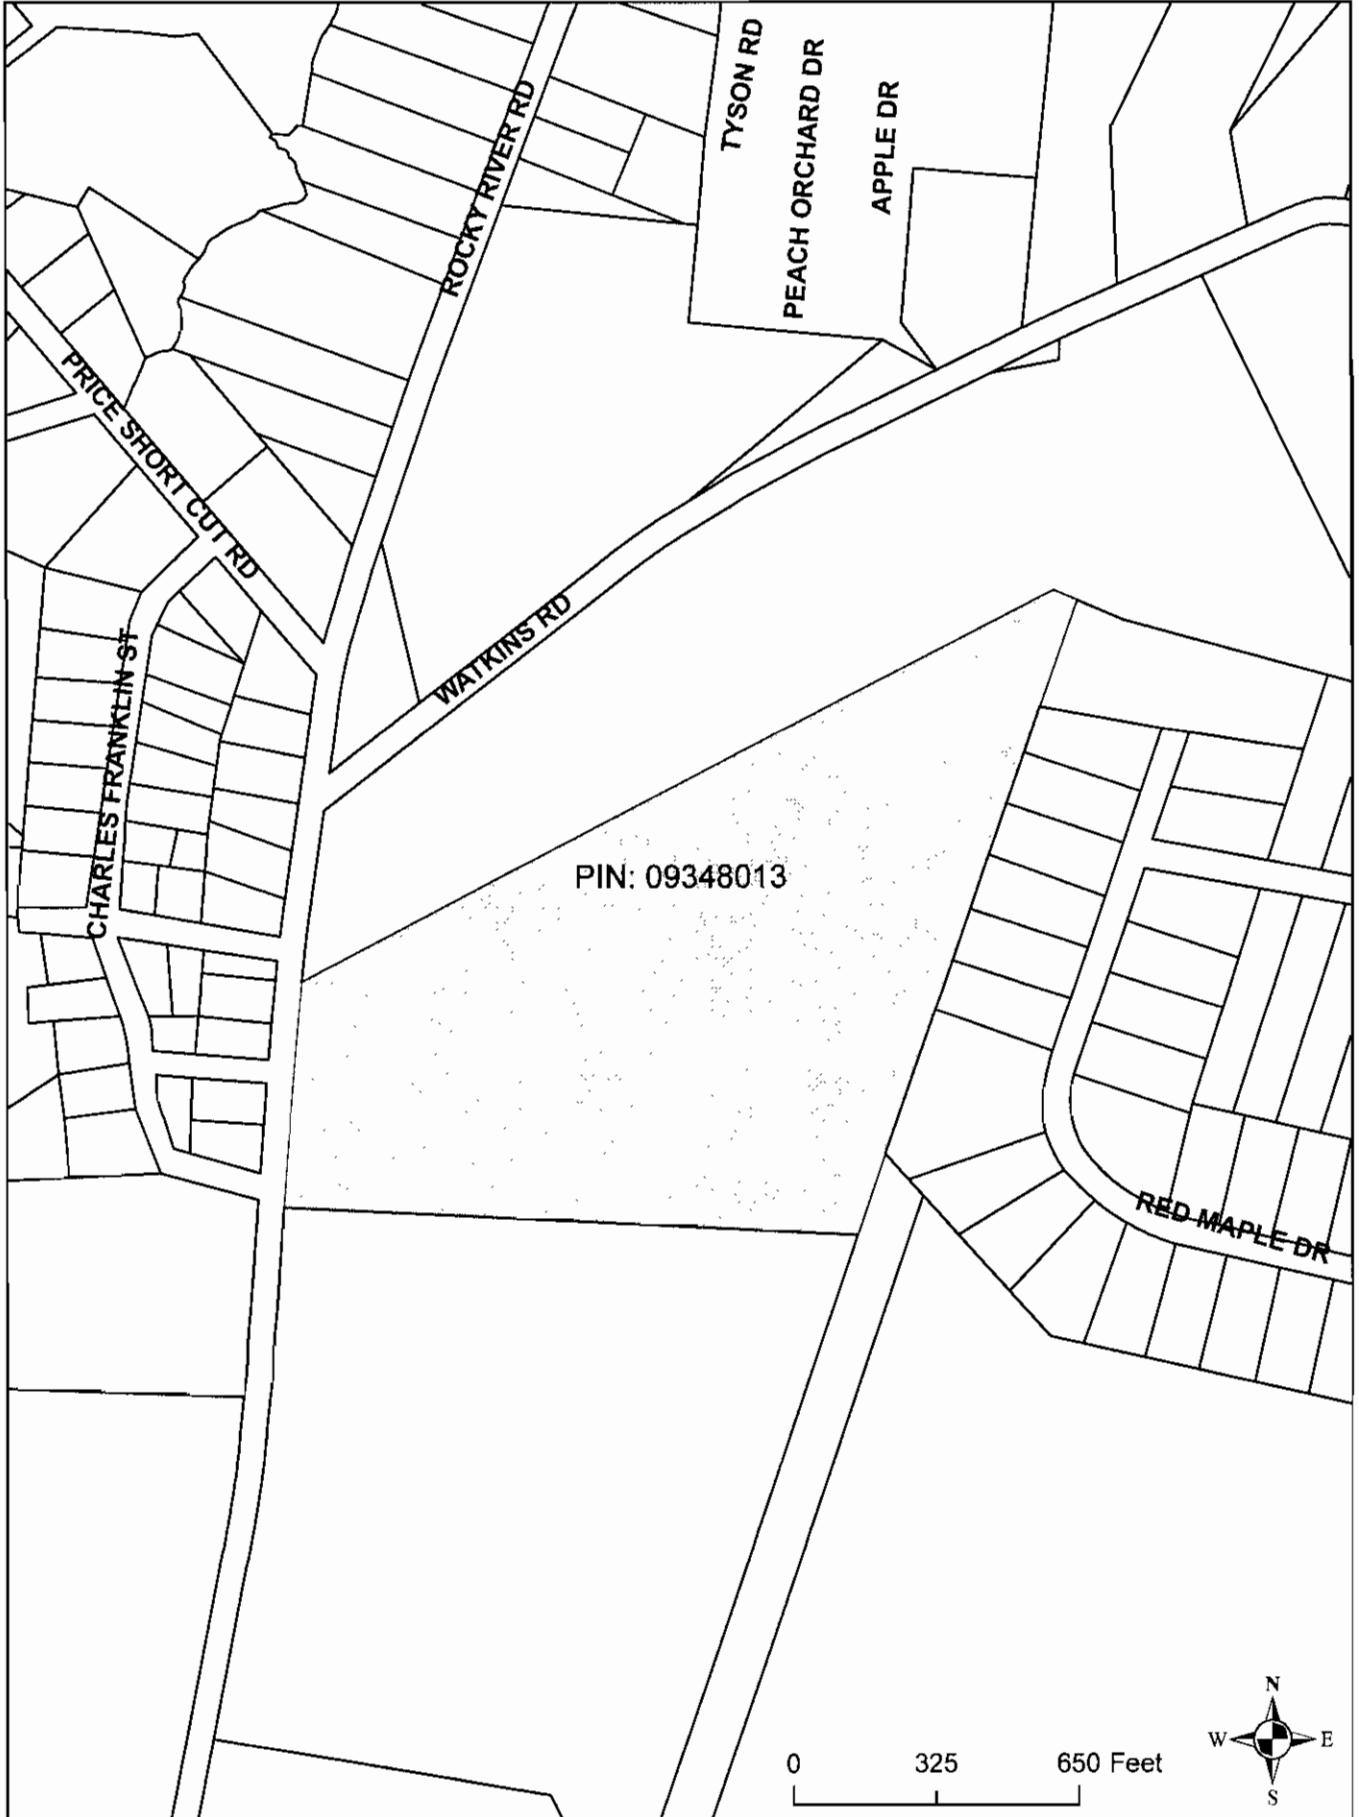 TYSON RD
PEACH ORCHARD DR
APPLE DR
ROCKY RIVER RD
PRICE SHORT CUT RD
WATKINS RD
CHARLES FRANKLIN ST
PIN: 09348013
RED MAPLE DR
N
W E
S
0 325 650 Feet